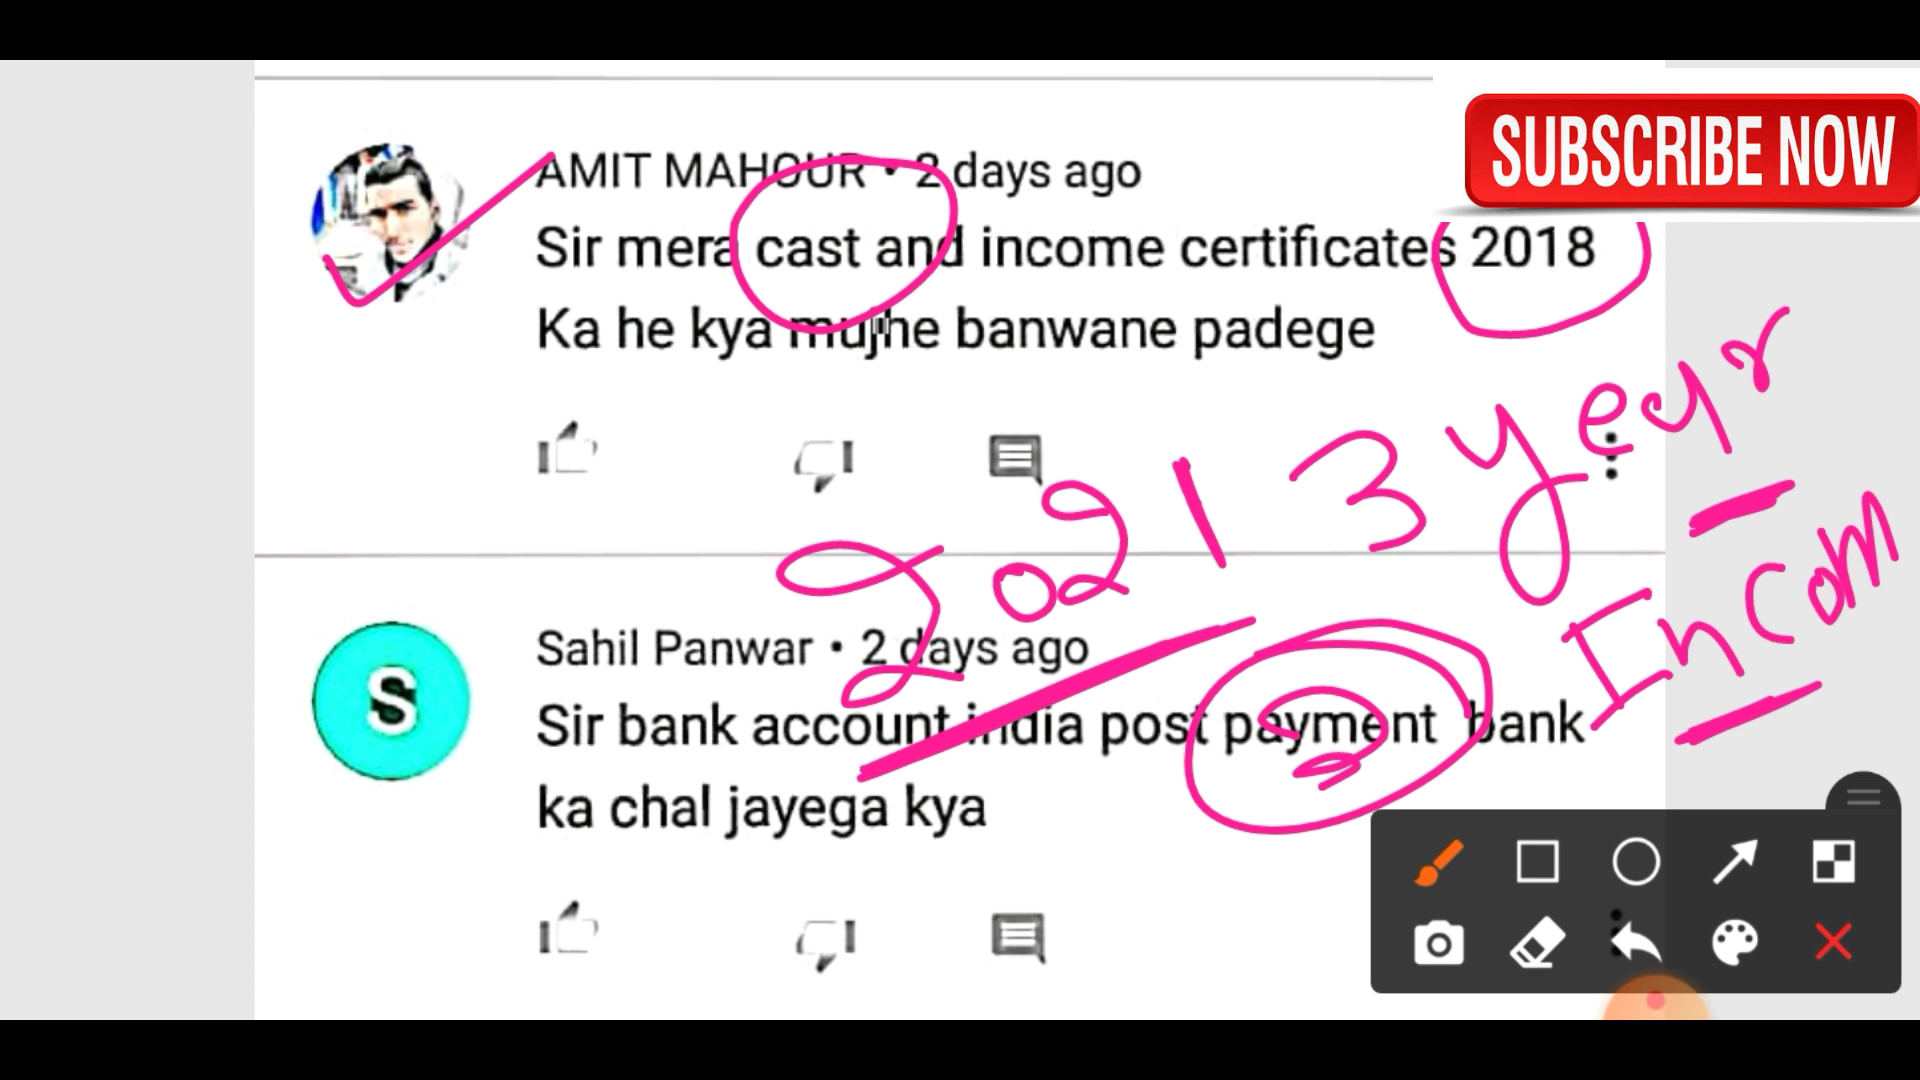 SUBSCRIBE NOW
AMIT MAHOUR • 2 days ago
Sir mera cast and income certificates 2018
Ka he kya mujhe banwane padege
2021 3 year
Incom
S
Sahil Panwar • 2 days ago
Sir bank account india post payment bank
2
ka chal jayega kya